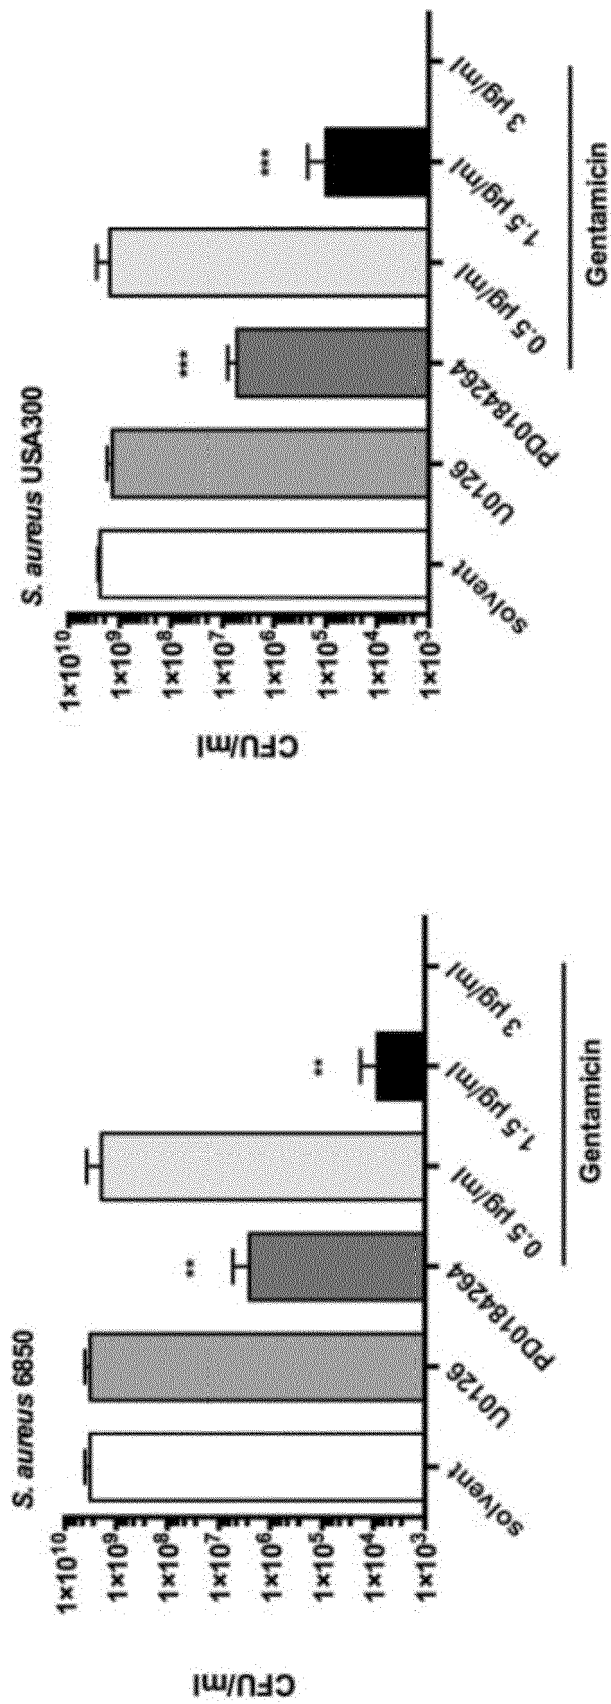 S. aureus 6850
CFU/ml
1×10¹⁰
1×10⁹
1×10⁸
1×10⁷
1×10⁶
1×10⁵
1×10⁴
1×10³
**
**
solvent
U0126
PD0184264
0.5 µg/ml
1.5 µg/ml
3 µg/ml
Gentamicin
S. aureus USA300
CFU/ml
1×10¹⁰
1×10⁹
1×10⁸
1×10⁷
1×10⁶
1×10⁵
1×10⁴
1×10³
***
***
solvent
U0126
PD0184264
0.5 µg/ml
1.5 µg/ml
3 µg/ml
Gentamicin